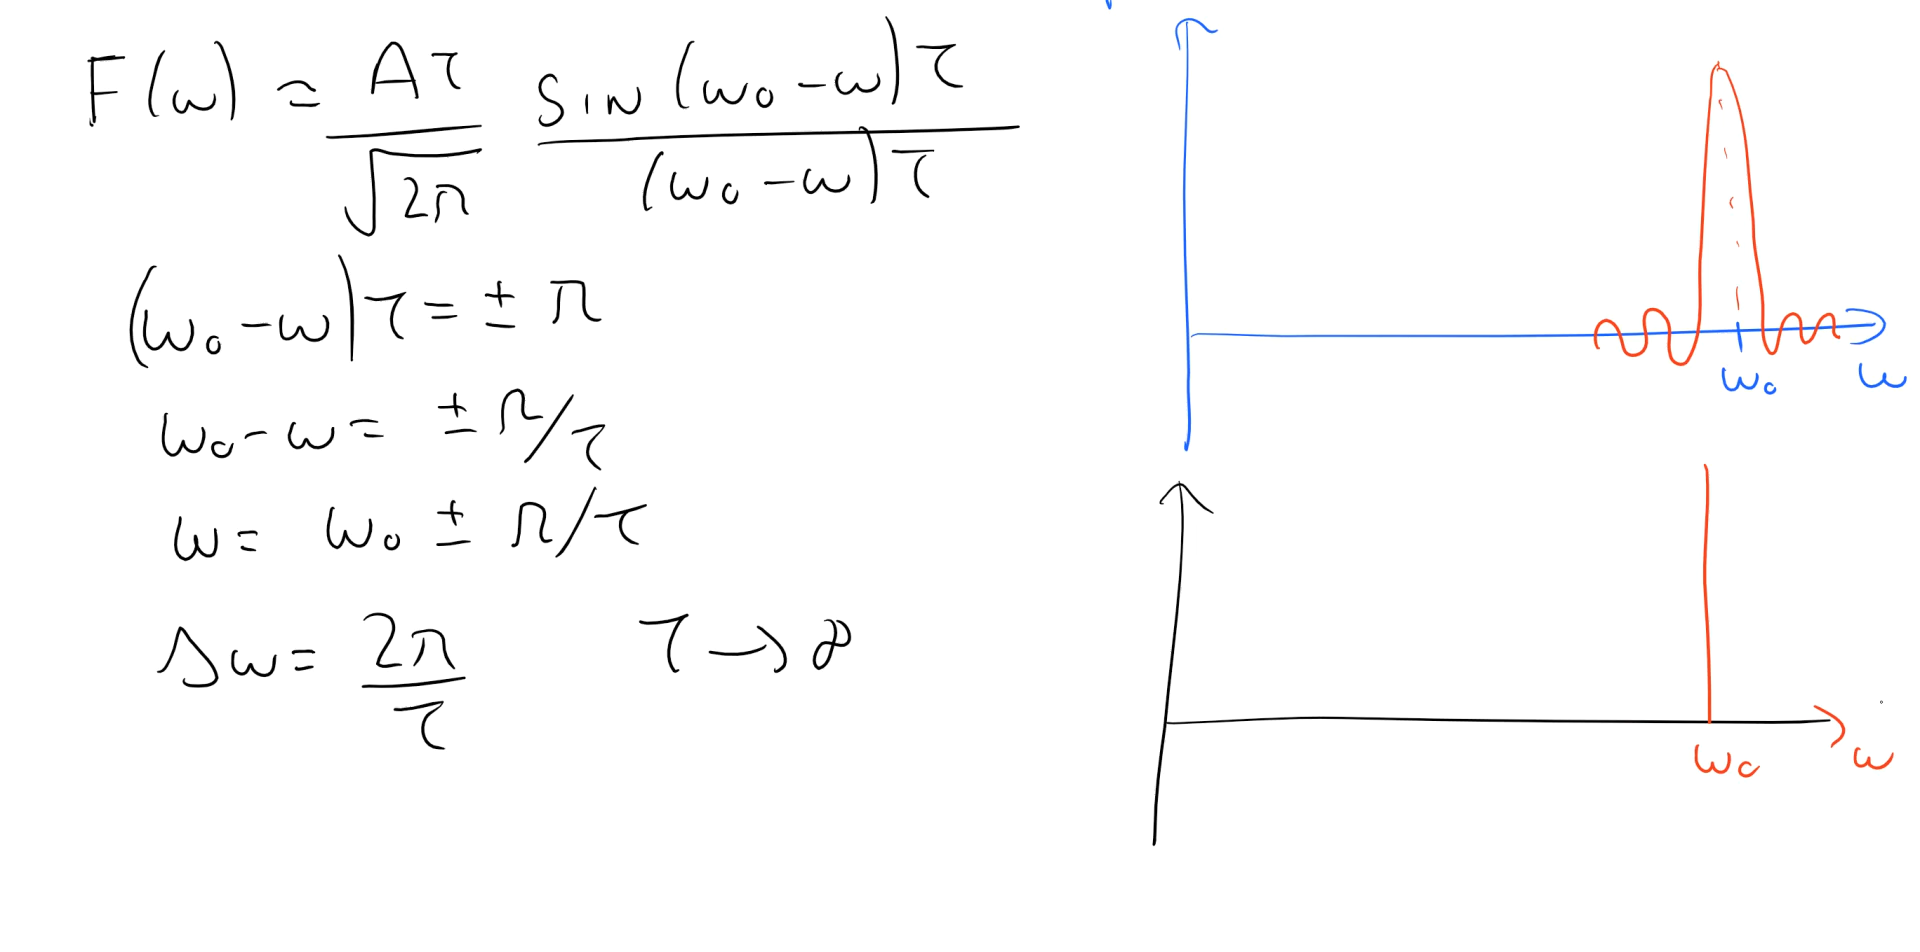 F(ω) ≃ Aτ/√2π SIN(ω₀-ω)τ/(ω₀-ω)τ
(ω₀-ω)τ = ± π
ω₀-ω = ± π/τ
ω = ω₀ ± π/τ
Δω = 2π/τ τ → ∞
ω₀ ω
ω₀ ω